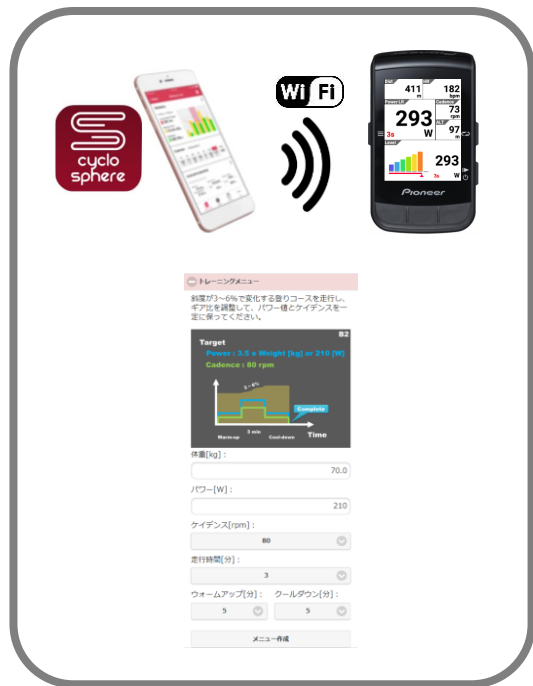 cyclo
sphere
Wi Fi
Dist
411
m
HR
182
bpm
Power LR
293
3s
W
Cadence
73
rpm
ALT
97
m
Level
293
3s
W
Pioneer
トレーニングメニュー
斜度が3~6%で変化する登りコースを走行し、
ギア比を調整して、パワー値とケイデンスを一
定に保ってください。
B2
Target
Power : 3.5 x Weight [kg] or 210 [W]
Cadence : 80 rpm
3 ~ 6%
Complete
Warm-up
3 min
Cool-down
Time
体重[kg] :
70.0
パワー[W] :
210
ケイデンス[rpm] :
80
走行時間[分] :
3
ウォームアップ[分] :
クールダウン[分] :
5
5
メニュー作成